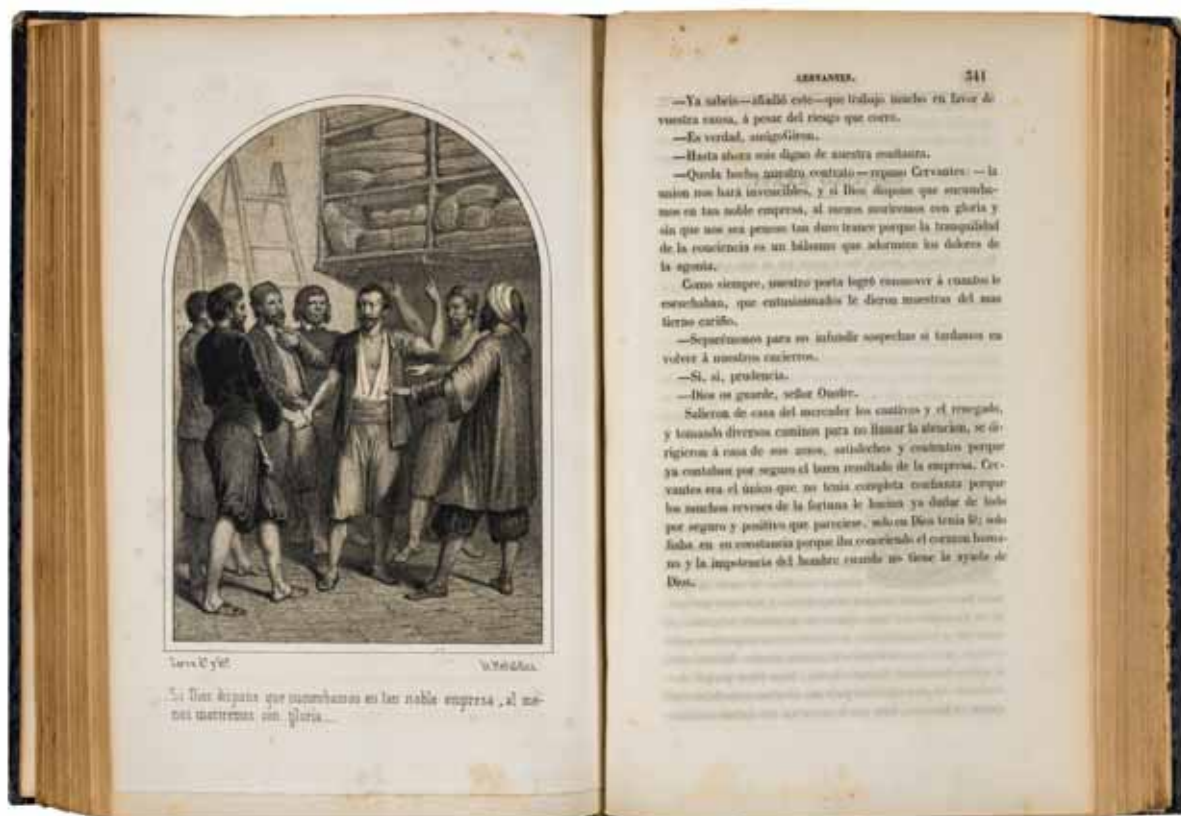 Si Dios dispone que sucumbamos en tan noble empresa, al mé-
nos moriremos con gloria...
CERVANTES. 341
—Ya sabeis—añadió este—que trabajo mucho en favor de
vuestra causa, á pesar del riesgo que corro.
—Es verdad, amigoGiron.
—Hasta ahora sois digno de nuestra confianza.
—Queda hecho nuestro contrato—repuso Cervantes:—la
union nos hará invencibles, y si Dios dispone que sucumba-
mos en tan noble empresa, al menos moriremos con gloria y
sin que nos sea penoso tan duro trance porque la tranquilidad
de la conciencia es un bálsamo que adormece los dolores de
la agonía.
Como siempre, nuestro poeta logró conmover á cuantos le
escuchaban, que entusiasmados le dieron muestras del mas
tierno cariño.
—Separémonos para no infundir sospechas si tardamos en
volver á nuestros encierros.
—Si, si, prudencia.
—Dios os guarde, señor Onofre.
Salieron de casa del mercader los cautivos y el renegado,
y tomando diversos caminos para no llamar la atencion, se di-
rigieron á casa de sus amos, satisfechos y contentos porque
ya contaban por seguro el buen resultado de la empresa. Cer-
vantes era el único que no tenia completa confianza porque
los muchos reveses de la fortuna le hacian ya dudar de todo
por seguro y positivo que pareciese, solo en Dios tenia fé; solo
fiaba en su constancia porque iba conociendo el corazon huma-
no y la impotencia del hombre cuando no tiene la ayuda de
Dios.